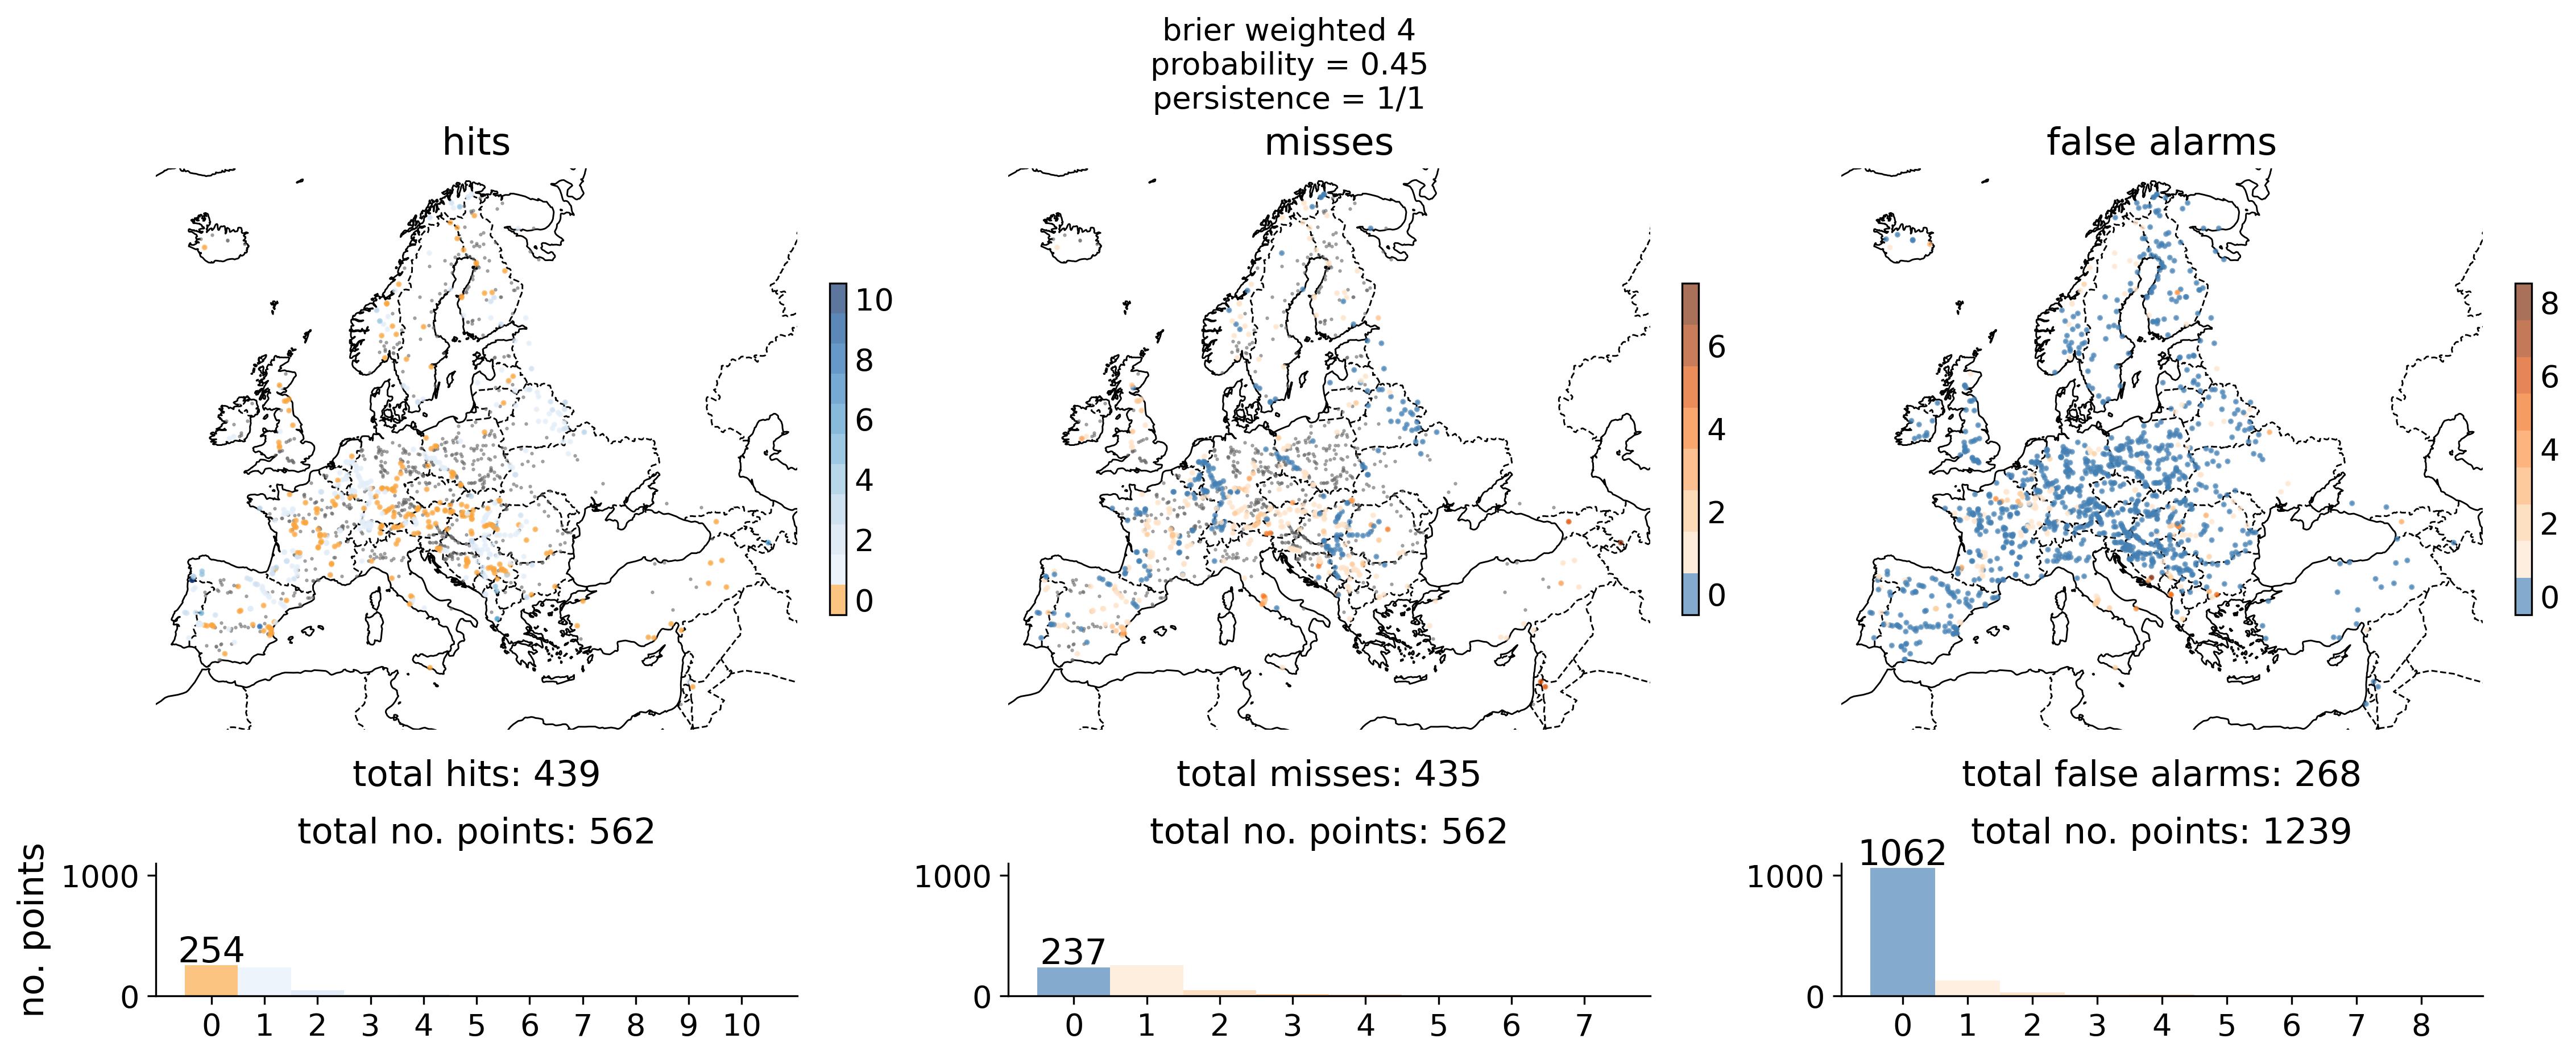 brier weighted 4
probability = 0.45
persistence = 1/1
hits
misses
false alarms
10
8
6
4
2
0
6
4
2
0
8
6
4
2
0
total hits: 439
total misses: 435
total false alarms: 268
total no. points: 562
total no. points: 562
total no. points: 1239
no. points
1000
0
254
0 1 2 3 4 5 6 7 8 9 10
1000
0
237
0 1 2 3 4 5 6 7
1000
0
1062
0 1 2 3 4 5 6 7 8